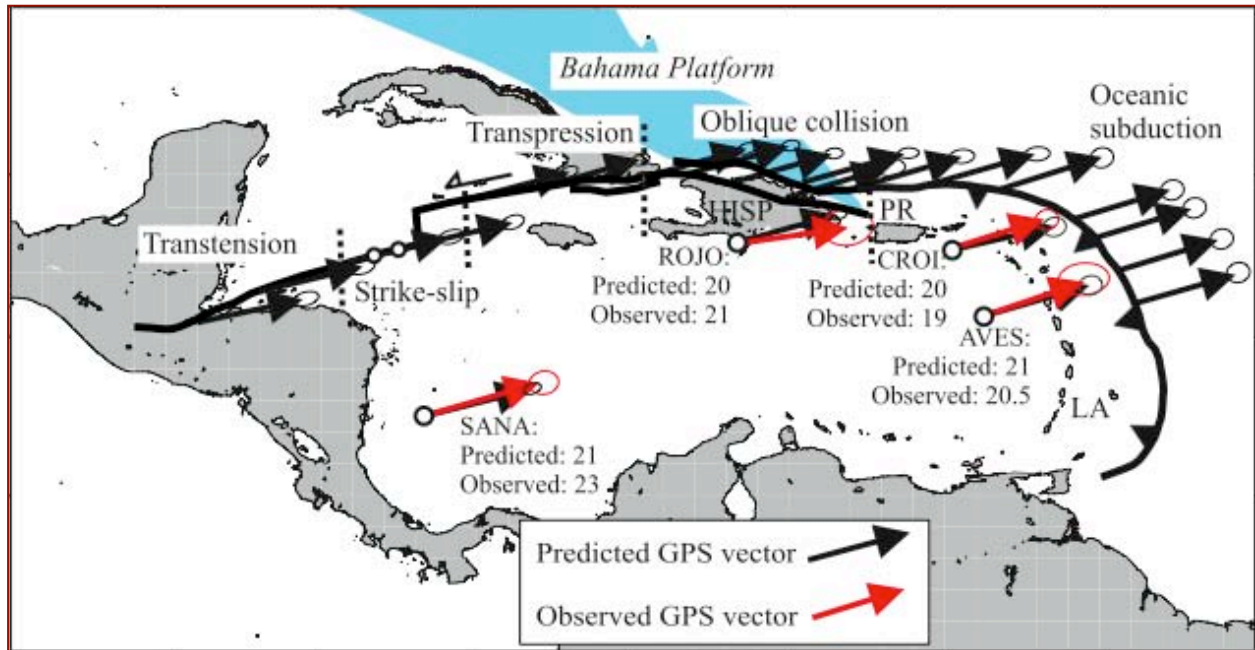 Bahama Platform
Oceanic
subduction
Transpression
Oblique collision
Transtension
Strike-slip
HISP
PR
ROJO:
Predicted: 20
Observed: 21
CROI:
Predicted: 20
Observed: 19
AVES:
Predicted: 21
Observed: 20.5
LA
SANA:
Predicted: 21
Observed: 23
Predicted GPS vector
Observed GPS vector